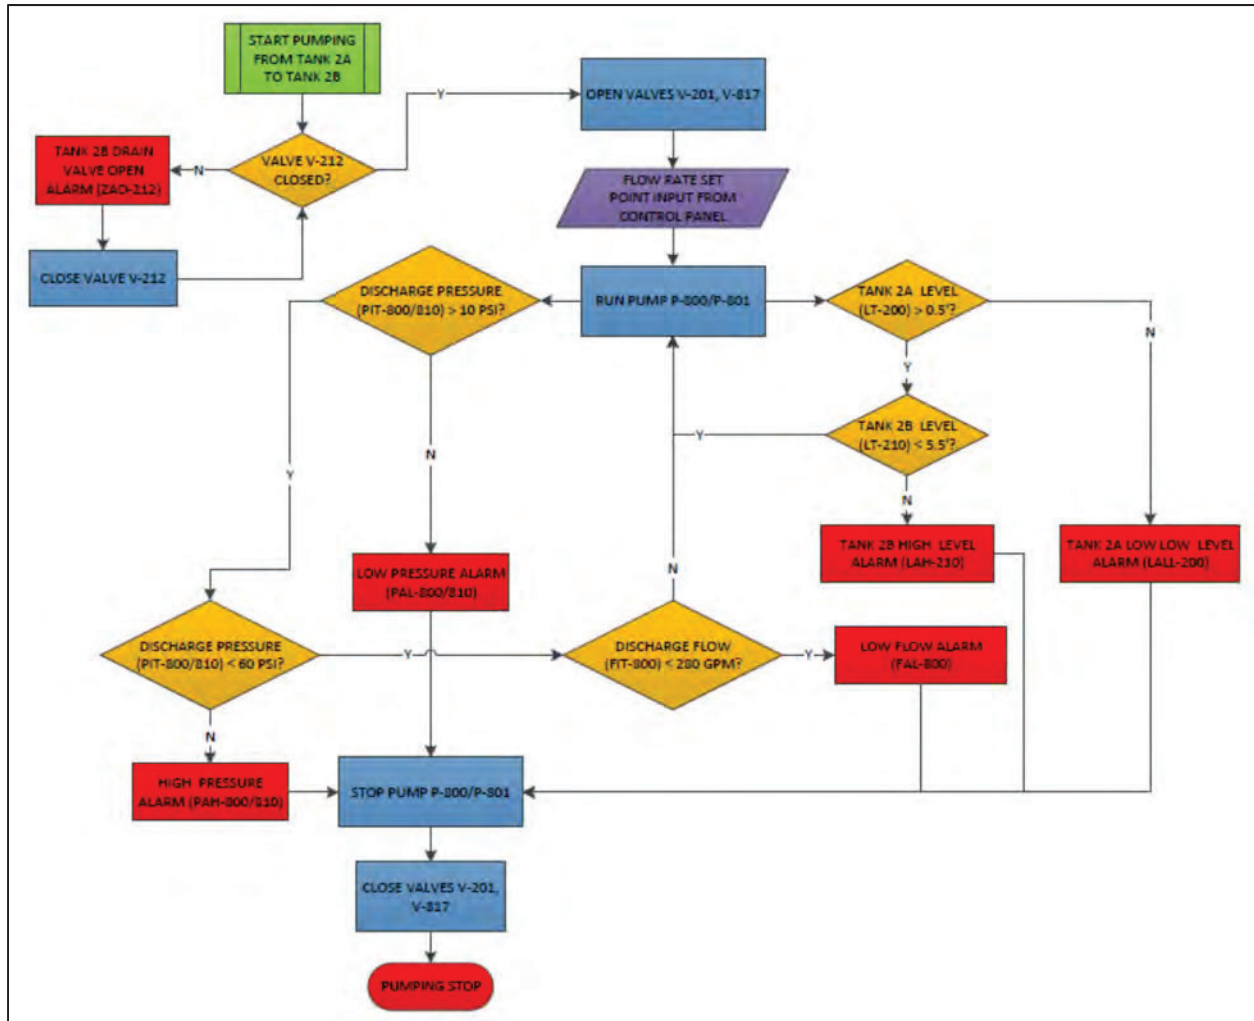 START PUMPING
FROM TANK 2A
TO TANK 2B
Y
OPEN VALVES V-201, V-817
TANK 2B DRAIN
VALVE OPEN
ALARM (ZAO-212)
N
VALVE V-212
CLOSED?
FLOW RATE SET
POINT INPUT FROM
CONTROL PANEL
CLOSE VALVE V-212
DISCHARGE PRESSURE
(PIT-800/810) > 10 PSI?
RUN PUMP P-800/P-801
TANK 2A LEVEL
(LT-200) > 0.5'?
N
Y
TANK 2B LEVEL
(LT-210) < 5.5'?
Y
N
Y
N
TANK 2B HIGH LEVEL
ALARM (LAH-210)
TANK 2A LOW LOW LEVEL
ALARM (LALL-200)
LOW PRESSURE ALARM
(PAL-800/810)
N
DISCHARGE PRESSURE
(PIT-800/810) < 60 PSI?
Y
DISCHARGE FLOW
(FIT-800) < 280 GPM?
Y
LOW FLOW ALARM
(FAL-800)
N
HIGH PRESSURE
ALARM (PAH-800/810)
STOP PUMP P-800/P-801
CLOSE VALVES V-201,
V-817
PUMPING STOP